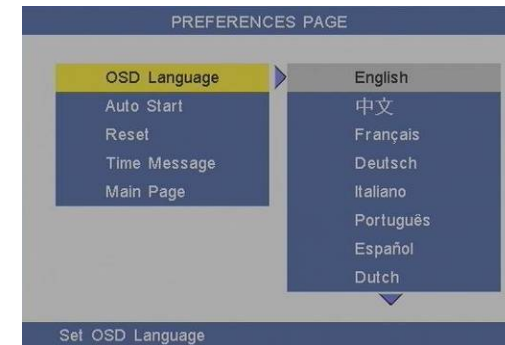 PREFERENCES PAGE
OSD Language
Auto Start
Reset
Time Message
Main Page
English
中文
Français
Deutsch
Italiano
Português
Español
Dutch
Set OSD Language